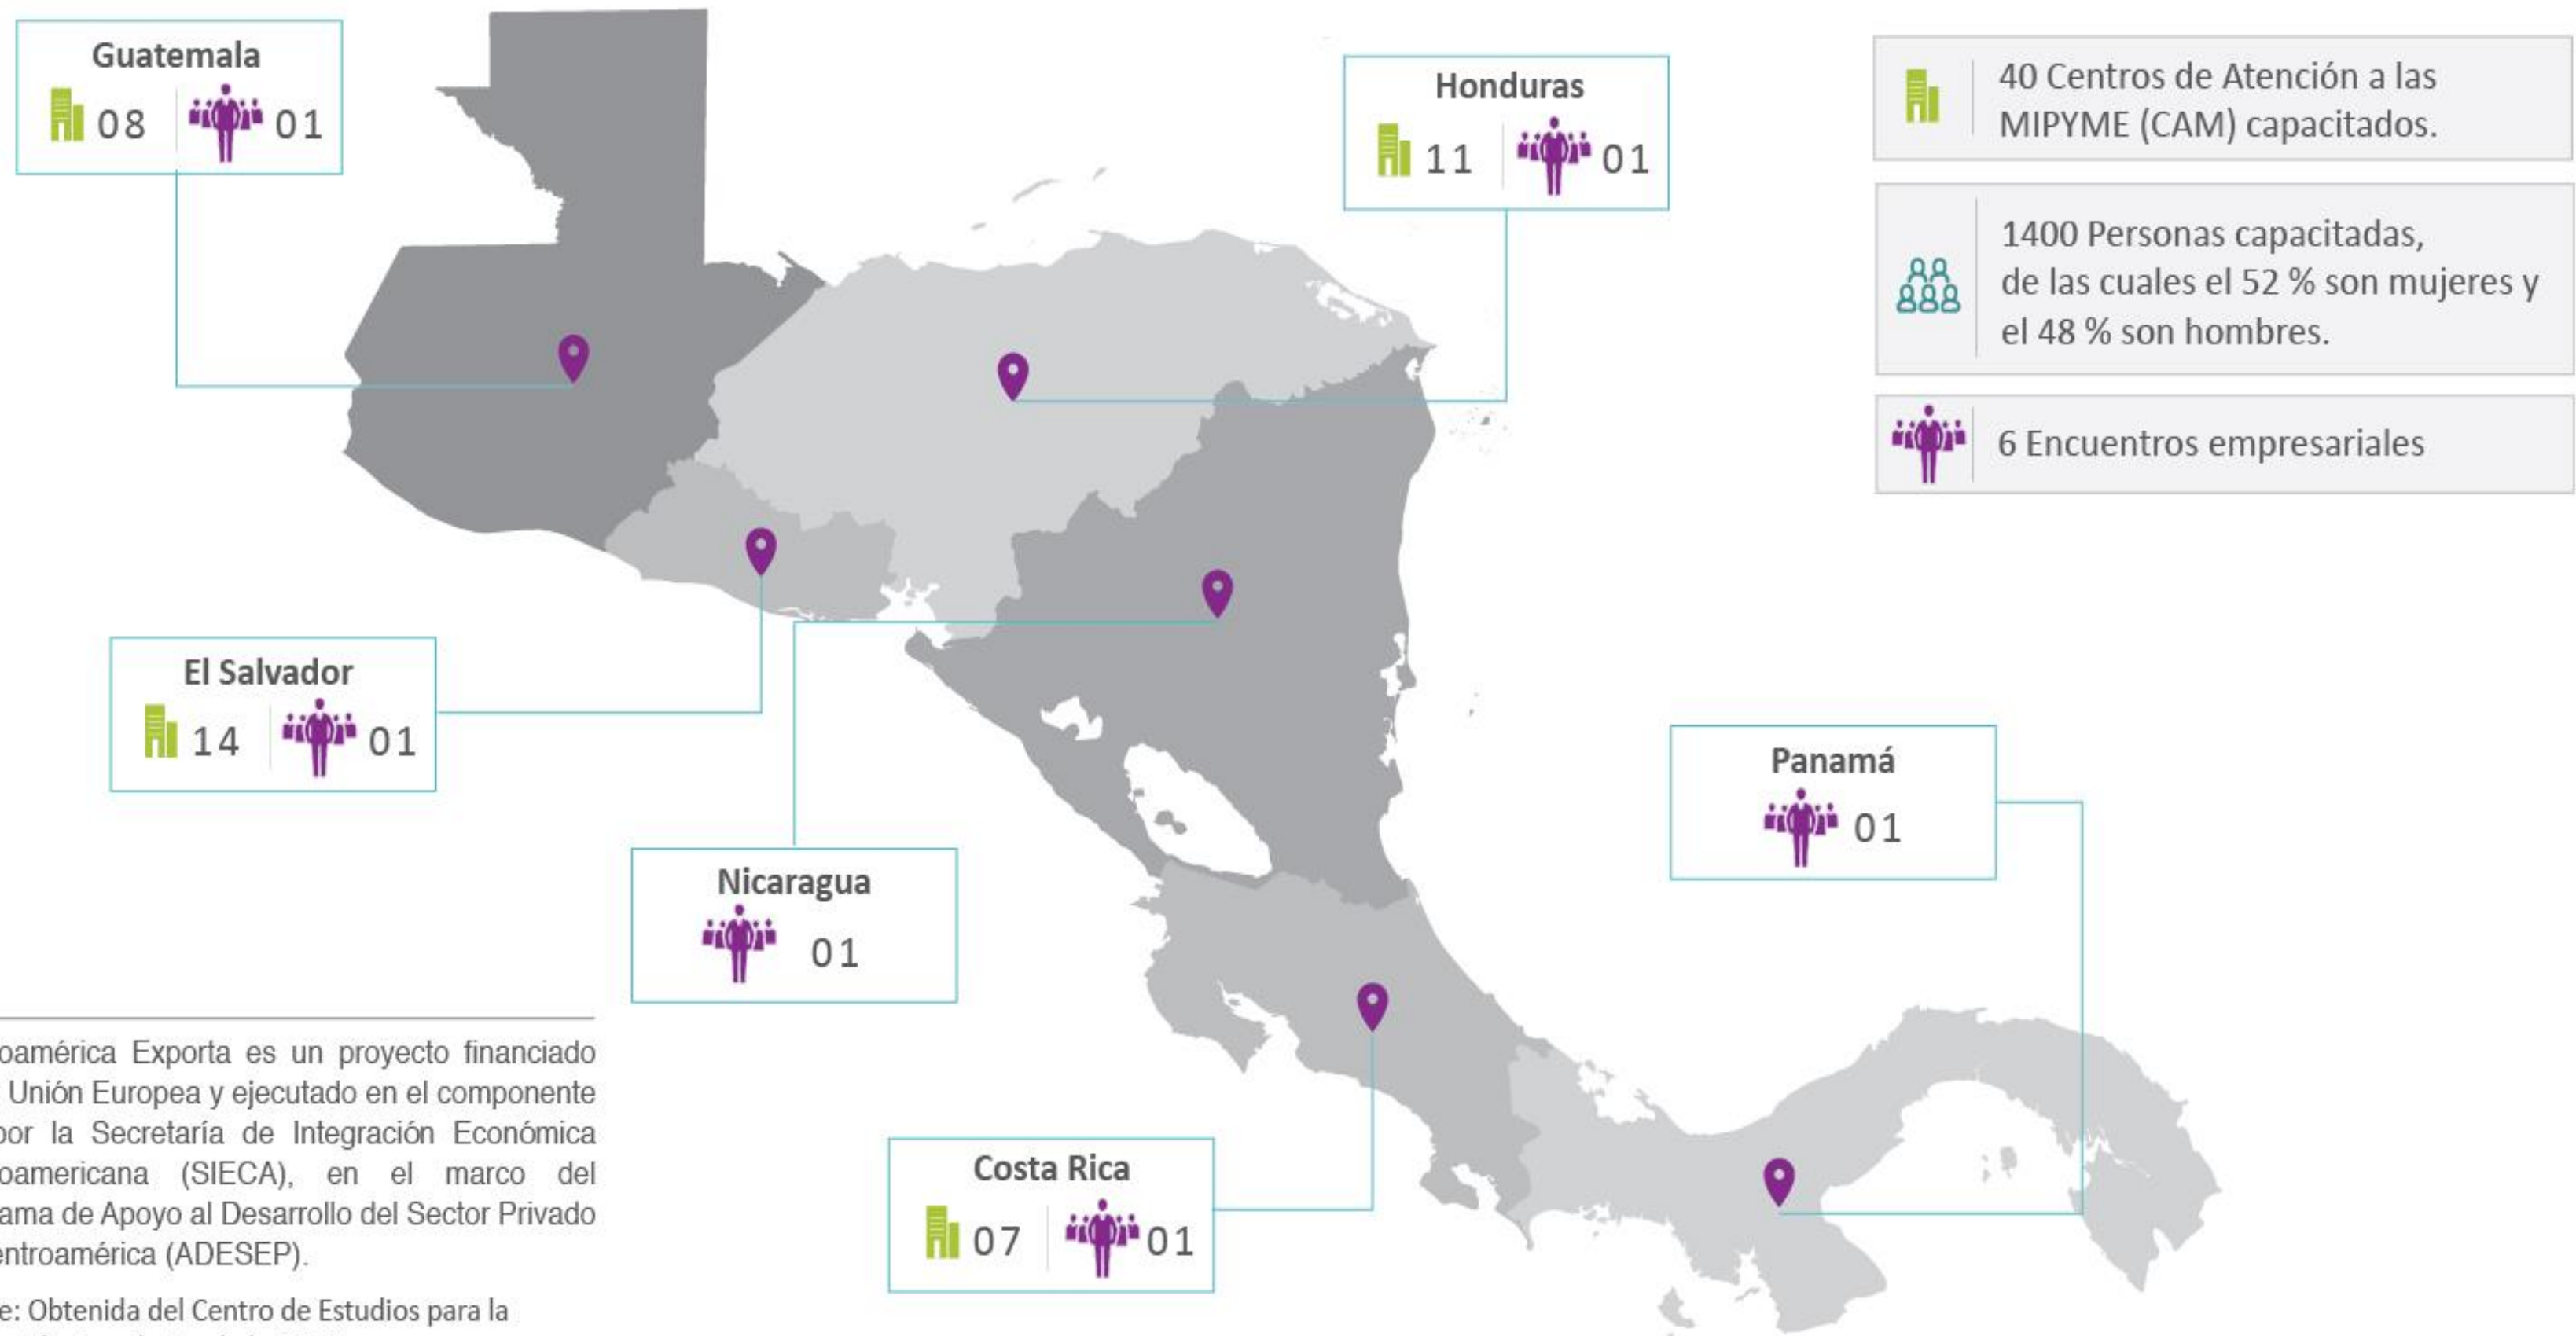 Guatemala
08 01
Honduras
11 01
40 Centros de Atención a las
MIPYME (CAM) capacitados.
1400 Personas capacitadas,
de las cuales el 52 % son mujeres y
el 48 % son hombres.
6 Encuentros empresariales
El Salvador
14 01
Nicaragua
01
Panamá
01
Costa Rica
07 01
oamérica Exporta es un proyecto financiado
Unión Europea y ejecutado en el componente
por la Secretaría de Integración Económica
oamericana (SIECA), en el marco del
ama de Apoyo al Desarrollo del Sector Privado
entroamérica (ADESEP).
e: Obtenida del Centro de Estudios para la